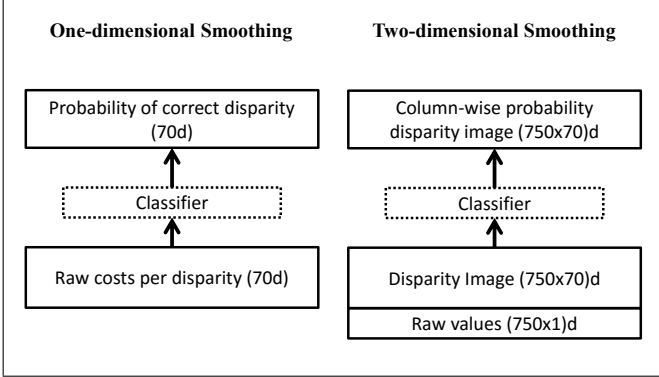 One-dimensional Smoothing
Probability of correct disparity
(70d)
Classifier
Raw costs per disparity (70d)
Two-dimensional Smoothing
Column-wise probability
disparity image (750x70)d
Classifier
Disparity Image (750x70)d
Raw values (750x1)d